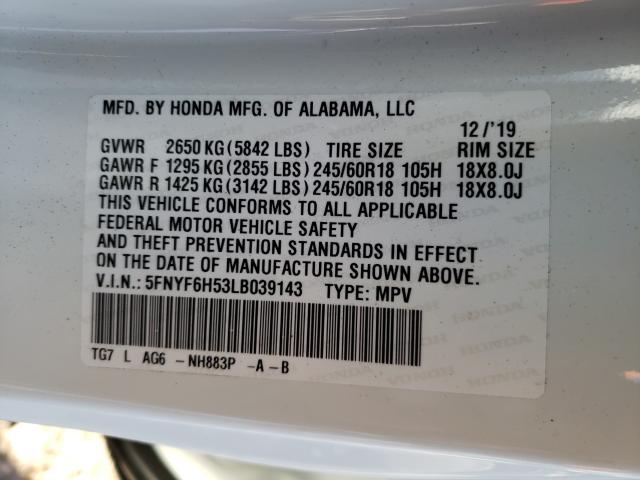 MFD. BY HONDA MFG. OF ALABAMA, LLC
12/'19
GVWR 2650 KG (5842 LBS) TIRE SIZE RIM SIZE
GAWR F 1295 KG (2855 LBS) 245/60R18 105H 18X8.0J
GAWR R 1425 KG (3142 LBS) 245/60R18 105H 18X8.0J
THIS VEHICLE CONFORMS TO ALL APPLICABLE
FEDERAL MOTOR VEHICLE SAFETY
AND THEFT PREVENTION STANDARDS IN EFFECT
ON THE DATE OF MANUFACTURE SHOWN ABOVE.
V.I.N.: 5FNYF6H53LB039143 TYPE: MPV
TG7 L AG6 -NH883P -A-B